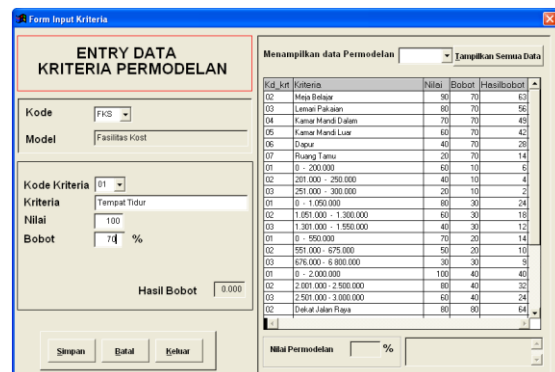 Form Input Kriteria
ENTRY DATA
KRITERIA PERMODELAN
Kode FKS
Model Fasilitas Kost
Kode Kriteria 01
Kriteria Tempat Tidur
Nilai 100
Bobot 70 %
Hasil Bobot 0.000
Simpan Batal Keluar
Menampilkan data Permodelan Tampilkan Semua Data
Kd_krt Kriteria Nilai Bobot Hasilbobot
02 Meja Belajar 90 70 63
03 Lemari Pakaian 80 70 56
04 Kamar Mandi Dalam 70 70 49
05 Kamar Mandi Luar 60 70 42
06 Dapur 40 70 28
07 Ruang Tamu 20 70 14
01 0 - 200.000 60 10 6
02 201.000 - 250.000 40 10 4
03 251.000 - 300.000 20 10 2
01 0 - 1.050.000 80 30 24
02 1.051.000 - 1.300.000 60 30 18
03 1.301.000 - 1.550.000 40 30 12
01 0 - 550.000 70 20 14
02 551.000 - 675.000 50 20 10
03 676.000 - 6 800.000 30 30 9
01 0 - 2.000.000 100 40 40
02 2.001.000 - 2.500.000 80 40 32
03 2.501.000 - 3.000.000 60 40 24
02 Dekat Jalan Raya 80 80 64
Nilai Permodelan %